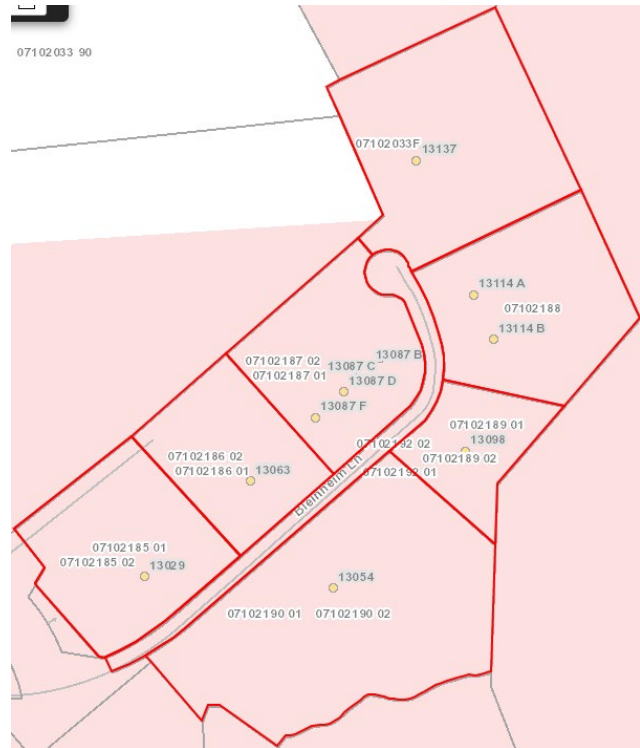 07102033 90
07102033F
13137
13114 A
07102188
13114 B
07102187 02
13087 B
13087 C
07102187 01
13087 D
13087 F
07102189 01
07102192 02
13098
07102189 02
07102186 02
07102186 01
13063
07102192 01
Bleinheim Ln
07102185 01
07102185 02
13029
13054
07102190 01
07102190 02